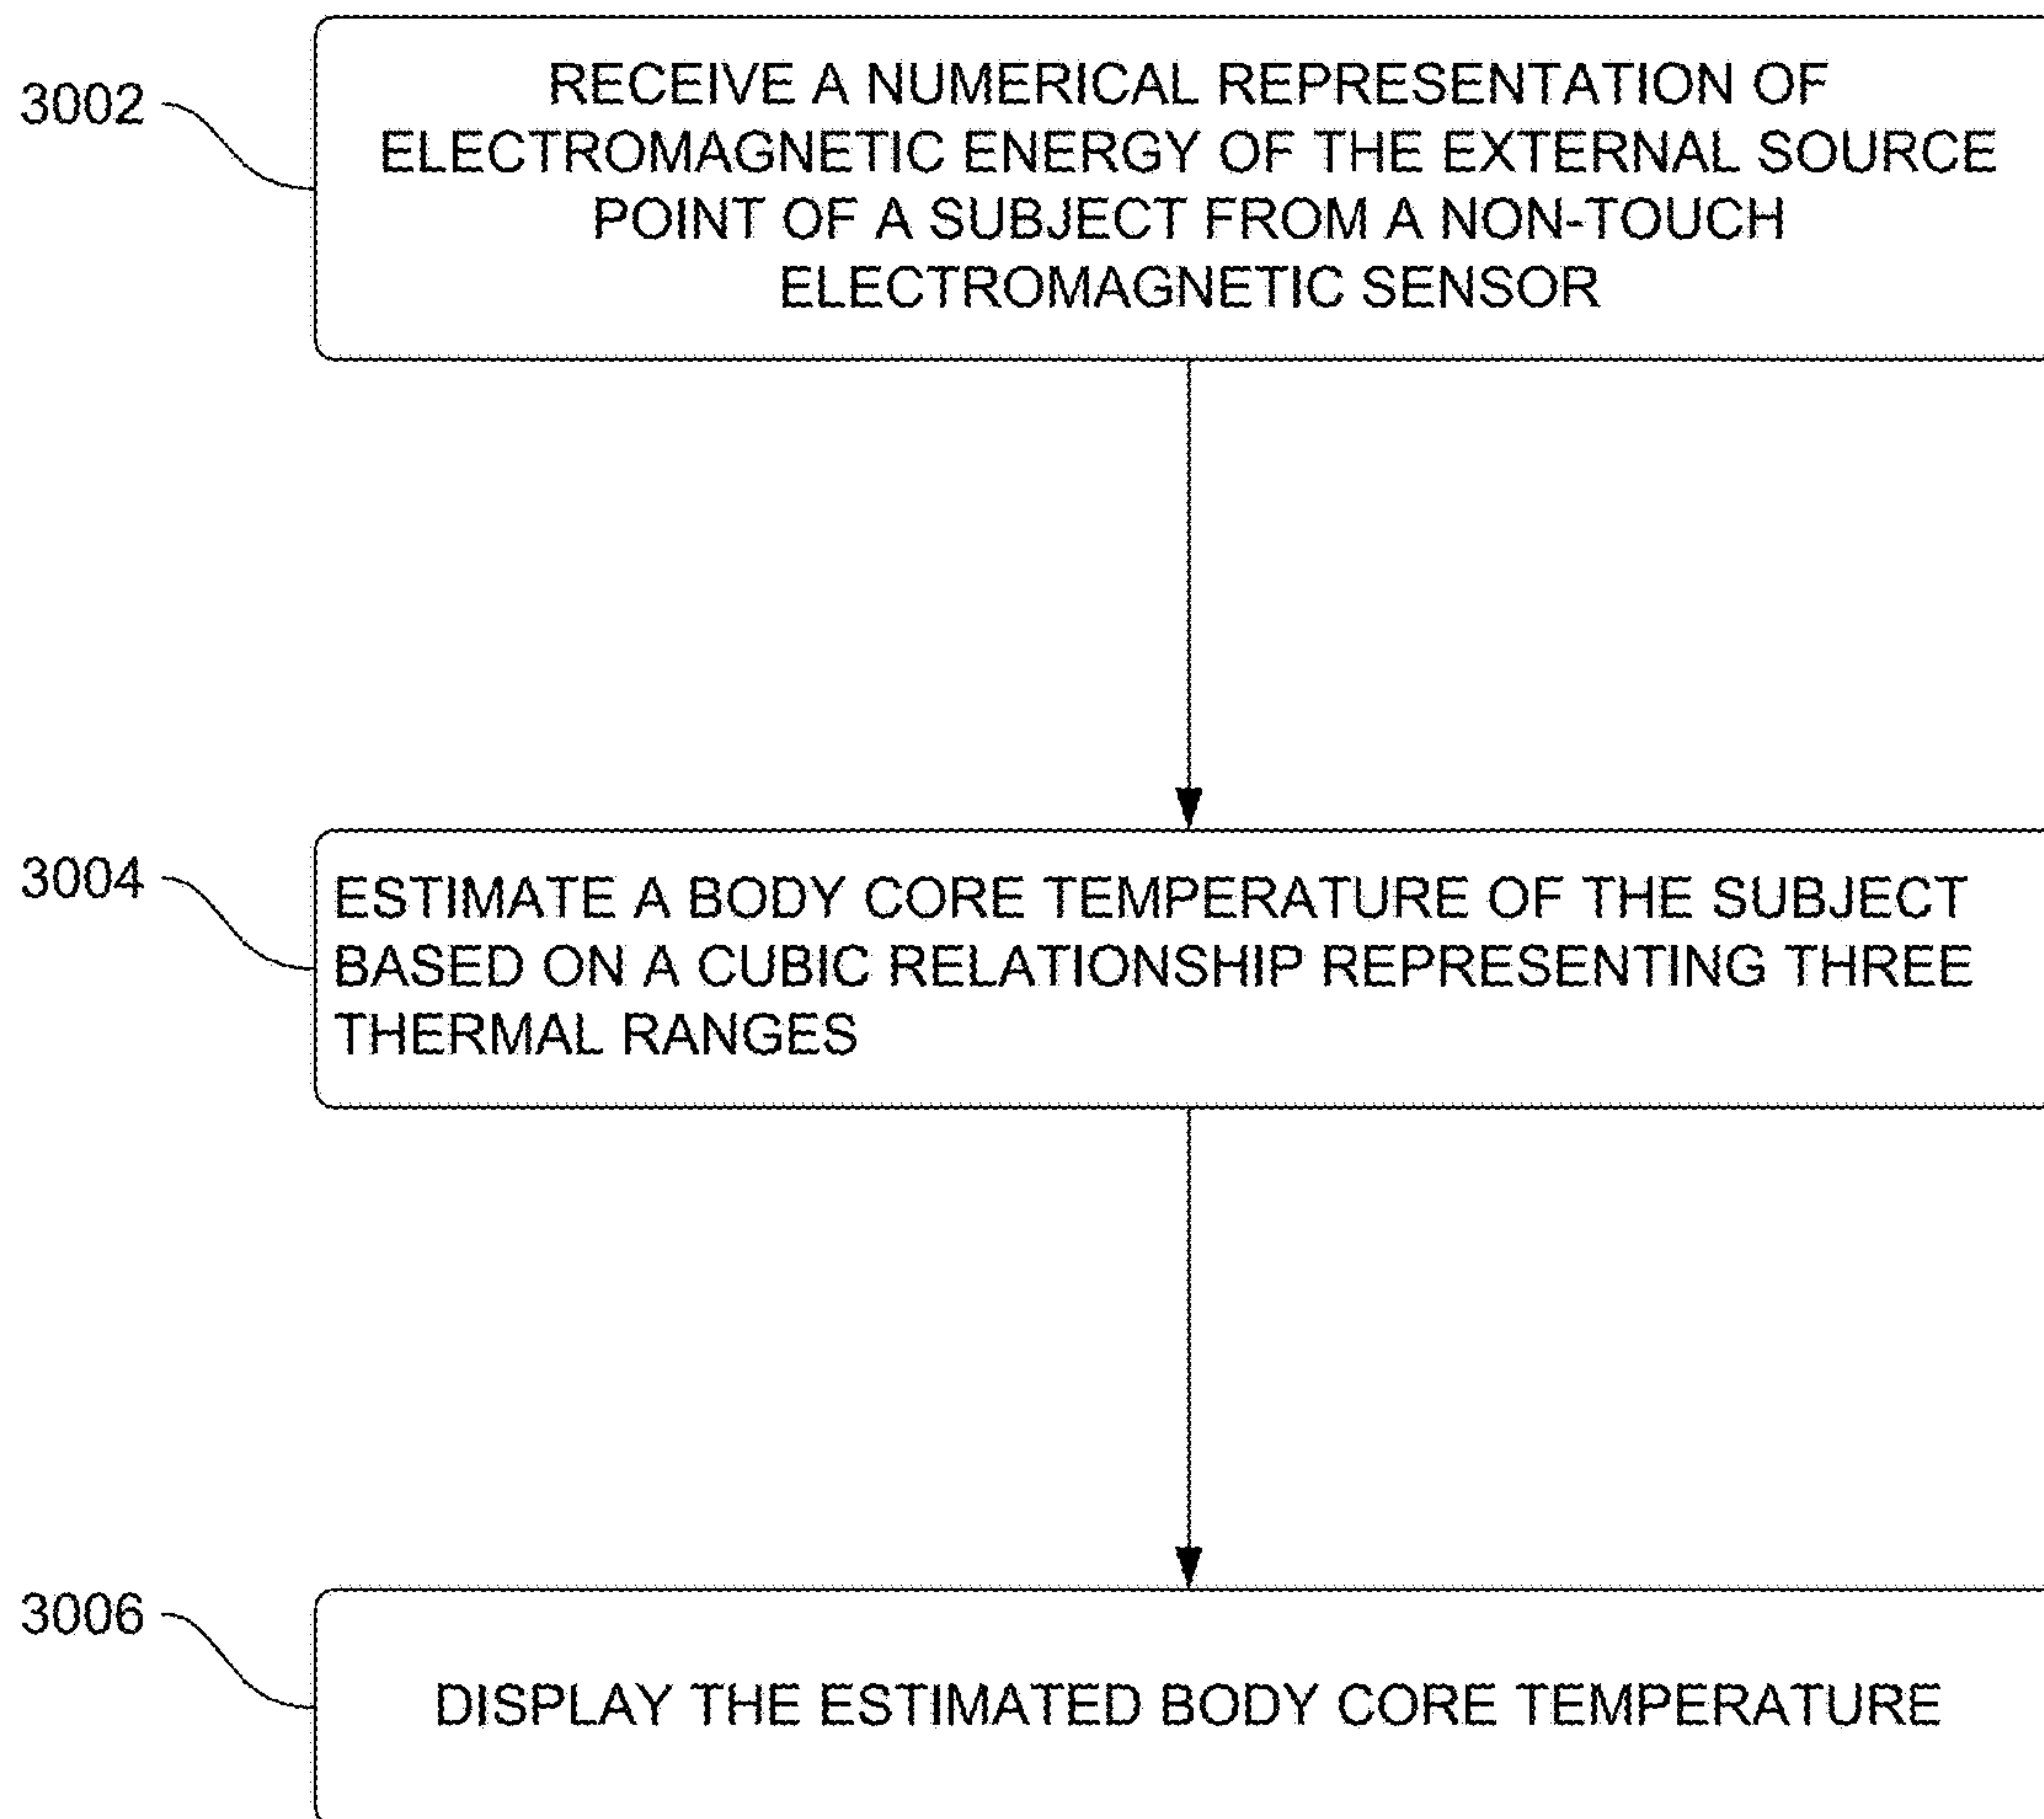 3002
RECEIVE A NUMERICAL REPRESENTATION OF
ELECTROMAGNETIC ENERGY OF THE EXTERNAL SOURCE
POINT OF A SUBJECT FROM A NON-TOUCH
ELECTROMAGNETIC SENSOR
3004
ESTIMATE A BODY CORE TEMPERATURE OF THE SUBJECT
BASED ON A CUBIC RELATIONSHIP REPRESENTING THREE
THERMAL RANGES
3006
DISPLAY THE ESTIMATED BODY CORE TEMPERATURE